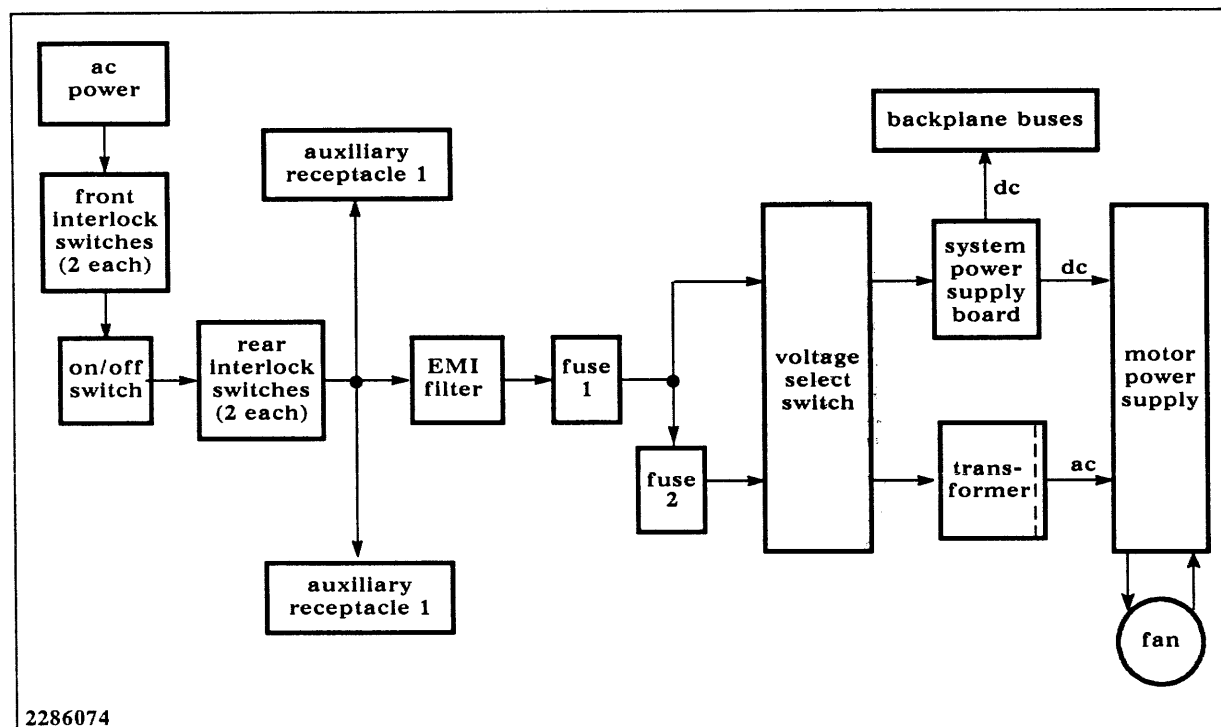 ac
power
front
interlock
switches
(2 each)
on/off
switch
rear
interlock
switches
(2 each)
auxiliary
receptacle 1
auxiliary
receptacle 1
EMI
filter
fuse
1
fuse
2
voltage
select
switch
backplane buses
dc
system
power
supply
board
dc
trans-
former
ac
motor
power
supply
fan
2286074